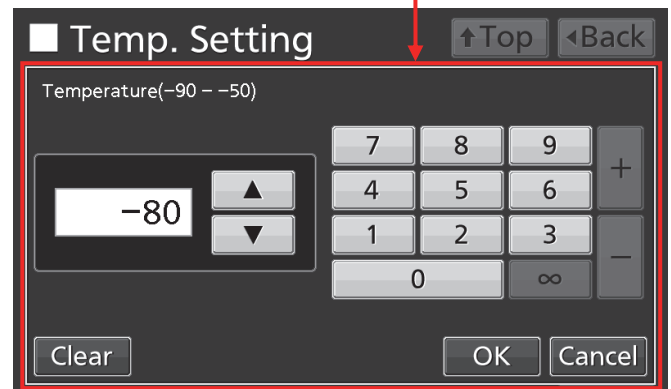 Temp. Setting
Top
Back
Temperature(−90 – −50)
−80
7 8 9 +
4 5 6
1 2 3 −
0 ∞
Clear
OK
Cancel